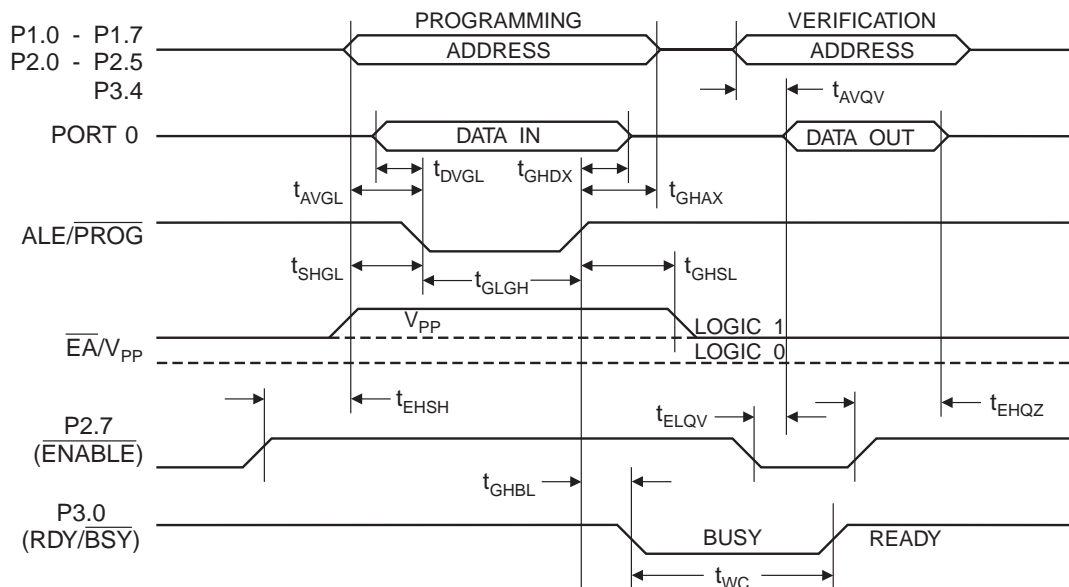 PROGRAMMING
VERIFICATION
P1.0 - P1.7
P2.0 - P2.5
P3.4
ADDRESS
ADDRESS
tAVQV
PORT 0
DATA IN
DATA OUT
tDVGL
tGHDX
tAVGL
tGHAX
ALE/PROG
tSHGL
tGLGH
tGHSL
VPP
LOGIC 1
EA/VPP
LOGIC 0
tEHSH
tELQV
tEHQZ
P2.7
(ENABLE)
tGHBL
P3.0
(RDY/BSY)
BUSY
READY
tWC